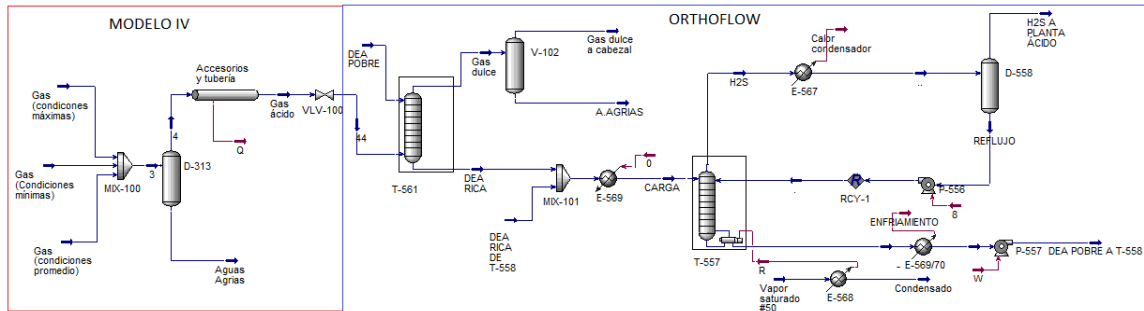 MODELO IV
ORTHOFLOW
Gas
(condicones
máximas)
Gas
(Condiciones
mínimas)
Gas
(condiciones
promedio)
MIX-100
3
4
D-313
Aguas
Agrias
Accesorios
y tubería
Q
Gas
ácido
VLV-100
44
DEA
POBRE
T-561
Gas
dulce
V-102
Gas dulce
a cabezal
A.AGRIAS
DEA
RICA
DEA
RICA
DE
T-558
MIX-101
0
E-569
CARGA
H2S
Calor
condensador
E-567
..
D-558
H2S A
PLANTA
ÁCIDO
REFLUJO
P-556
8
R
RCY-1
.
T-557
R
ENFRIAMIENTO
-
E-569/70
P-557
W
DEA POBRE A T-558
Vapor
saturado
#50
E-568
Condensado